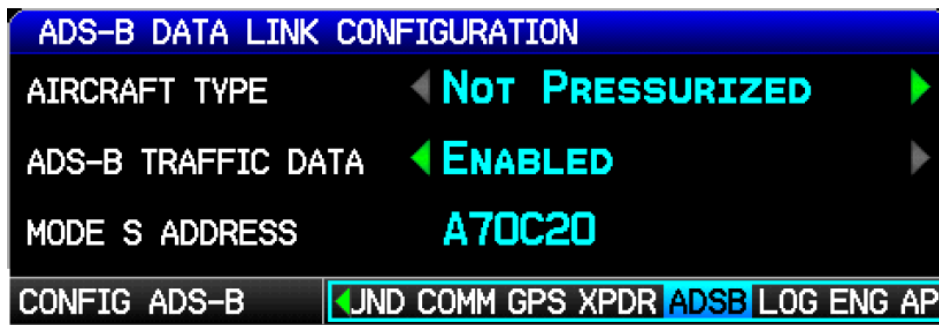 ADS-B DATA LINK CONFIGURATION
AIRCRAFT TYPE NOT PRESSURIZED
ADS-B TRAFFIC DATA ENABLED
MODE S ADDRESS A70C20
CONFIG ADS-B UND COMM GPS XPDR ADSB LOG ENG AP